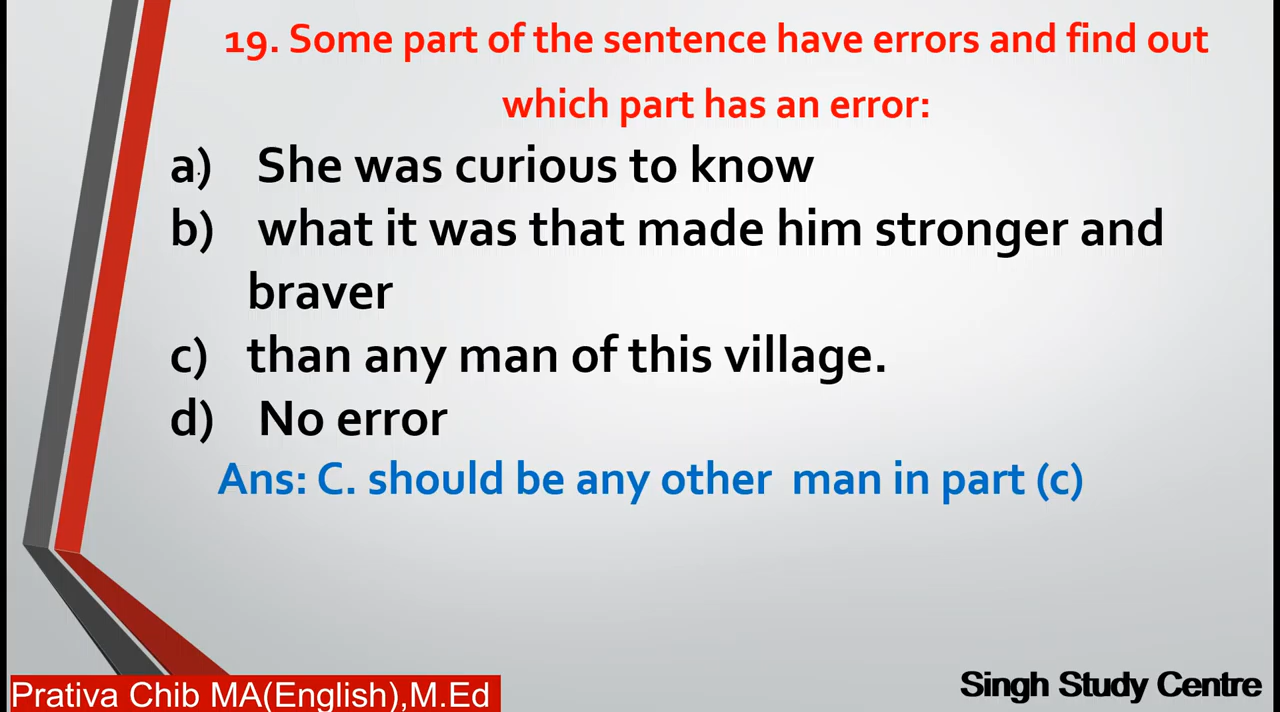 19. Some part of the sentence have errors and find out
which part has an error:
a) She was curious to know
b) what it was that made him stronger and
braver
c) than any man of this village.
d) No error
Ans: C. should be any other man in part (c)
Prativa Chib MA(English),M.Ed
Singh Study Centre